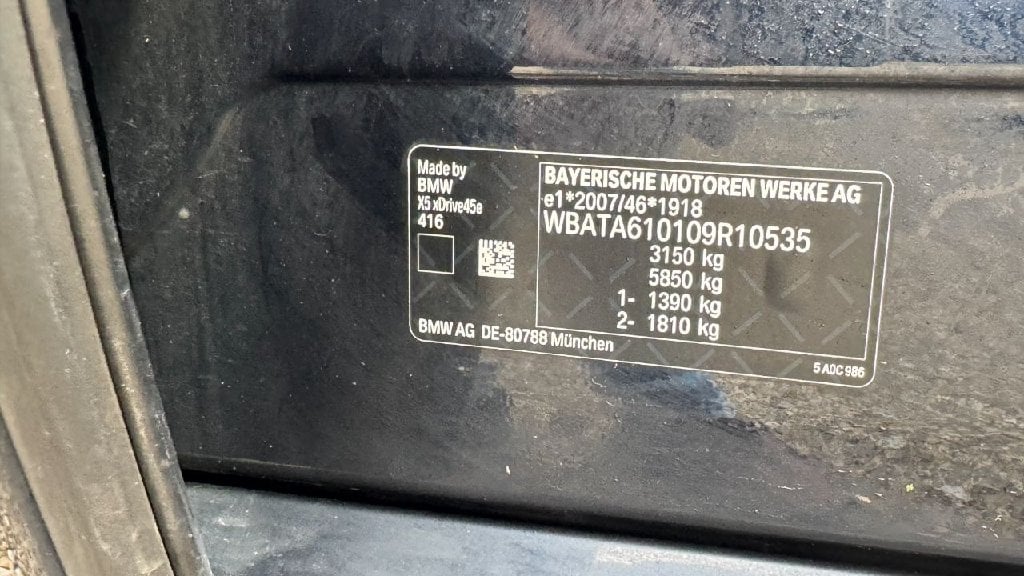 Made by
BMW
X5 xDrive45e
416
BAYERISCHE MOTOREN WERKE AG
e1*2007/46*1918
WBATA610109R10535
3150 kg
5850 kg
1- 1390 kg
2- 1810 kg
BMW AG DE-80788 München
5 A0C 986